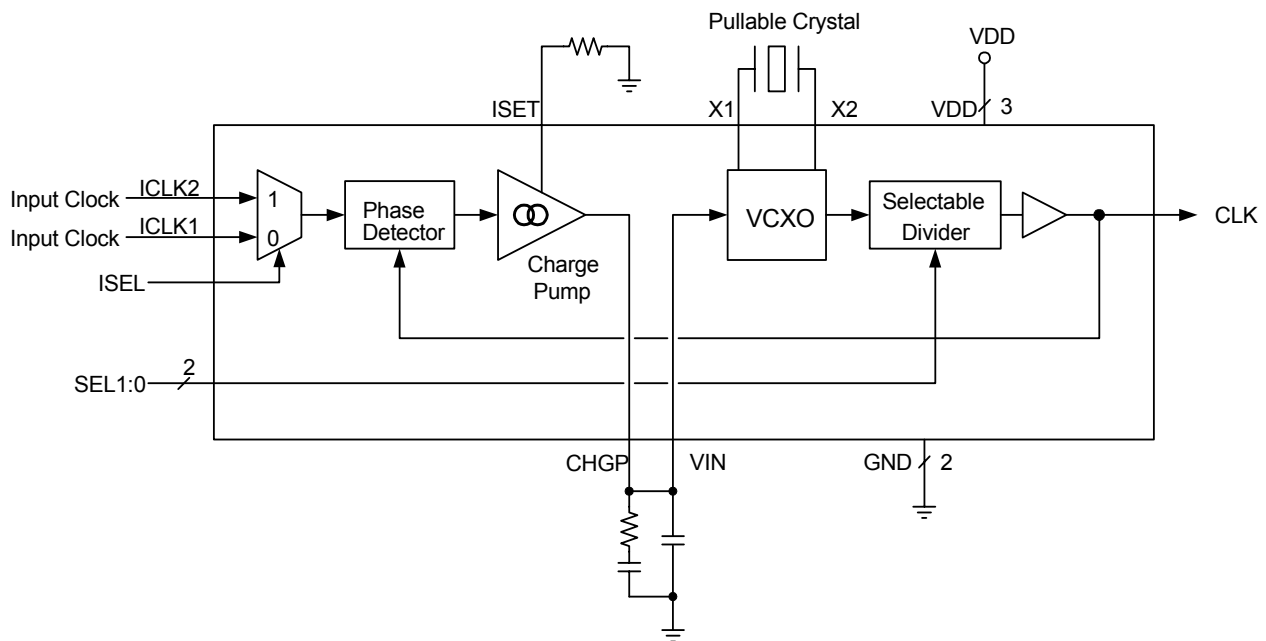 Pullable Crystal
VDD
ISET
X1
X2
VDD
3
Input Clock
ICLK2
1
Input Clock
ICLK1
0
Phase
Detector
VCXO
Selectable
Divider
CLK
ISEL
Charge
Pump
SEL1:0
2
CHGP
VIN
GND
2